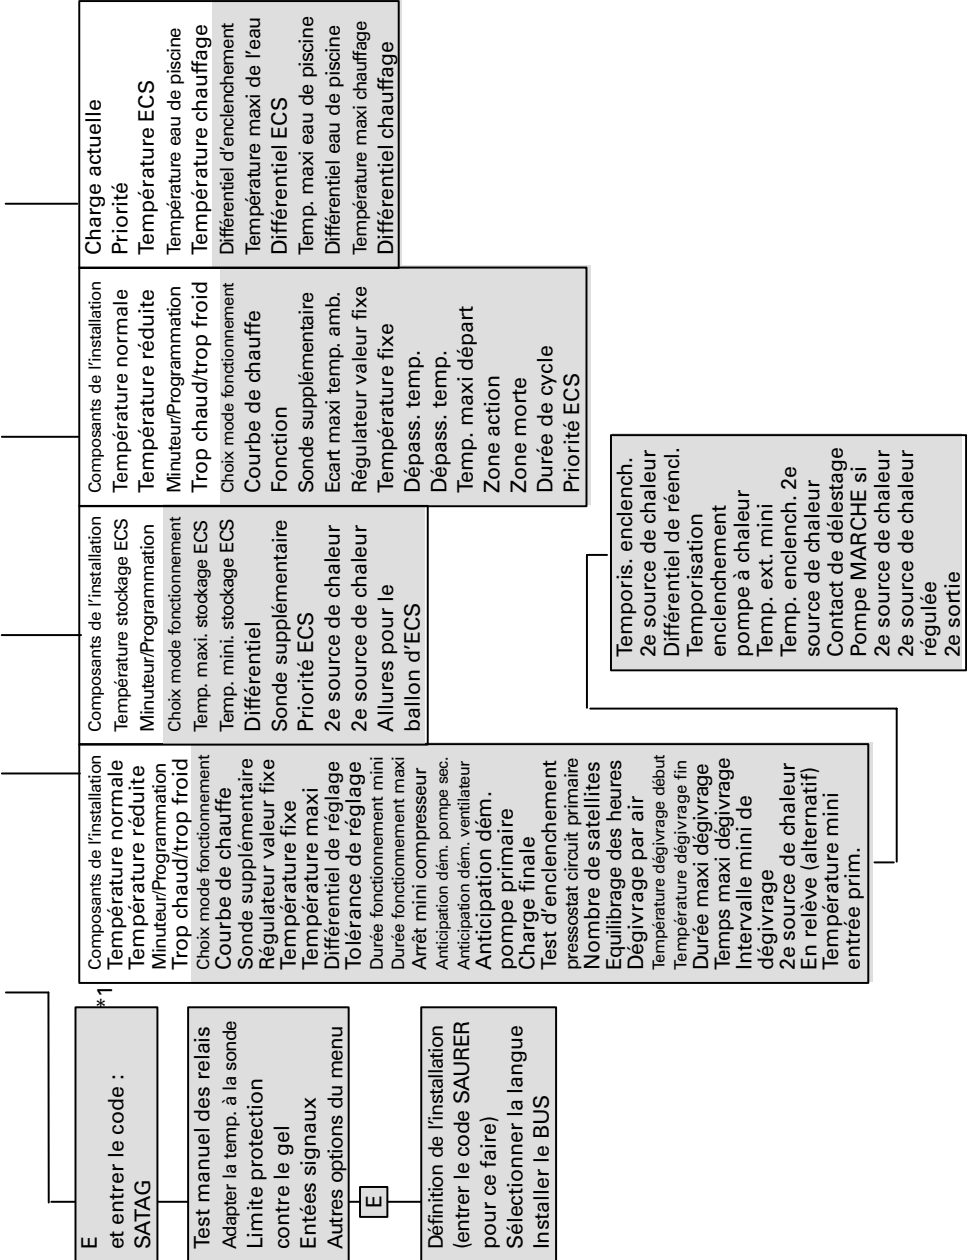 E
et entrer le code :
SATAG
*1
Test manuel des relais
Adapter la temp. à la sonde
Limite protection
contre le gel
Entées signaux
Autres options du menu
E
Définition de l'installation
(entrer le code SAURER
pour ce faire)
Sélectionner la langue
Installer le BUS
Composants de l'installation
Température normale
Température réduite
Minuteur/Programmation
Trop chaud/trop froid
Choix mode fonctionnement
Courbe de chauffe
Sonde supplémentaire
Régulateur valeur fixe
Température fixe
Température maxi
Différentiel de réglage
Tolérance de réglage
Durée fonctionnement mini
Durée fonctionnement maxi
Arrêt mini compresseur
Anticipation dém. pompe sec.
Anticipation dém. ventilateur
Anticipation dém.
pompe primaire
Charge finale
Test d'enclenchement
pressostat circuit primaire
Nombre de satellites
Equilibrage des heures
Dégivrage par air
Température dégivrage début
Température dégivrage fin
Durée maxi dégivrage
Temps maxi dégivrage
Intervalle mini de
dégivrage
2e source de chaleur
En relève (alternatif)
Température mini
entrée prim.
Composants de l'installation
Température stockage ECS
Minuteur/Programmation
Choix mode fonctionnement
Temp. maxi. stockage ECS
Temp. mini. stockage ECS
Différentiel
Sonde supplémentaire
Priorité ECS
2e source de chaleur
2e source de chaleur
Allures pour le
ballon d'ECS
Composants de l'installation
Température normale
Température réduite
Minuteur/Programmation
Trop chaud/trop froid
Choix mode fonctionnement
Courbe de chauffe
Fonction
Sonde supplémentaire
Ecart maxi temp. amb.
Régulateur valeur fixe
Température fixe
Dépass. temp.
Dépass. temp.
Temp. maxi départ
Zone action
Zone morte
Durée de cycle
Priorité ECS
Charge actuelle
Priorité
Température ECS
Température eau de piscine
Température chauffage
Différentiel d'enclenchement
Température maxi de l'eau
Différentiel ECS
Temp. maxi eau de piscine
Différentiel eau de piscine
Température maxi chauffage
Différentiel chauffage
Temporis. enclench.
2e source de chaleur
Différentiel de réencl.
Temporisation
enclenchement
pompe à chaleur
Temp. ext. mini
Temp. enclench. 2e
source de chaleur
Contact de délestage
Pompe MARCHE si
2e source de chaleur
2e source de chaleur
régulée
2e sortie